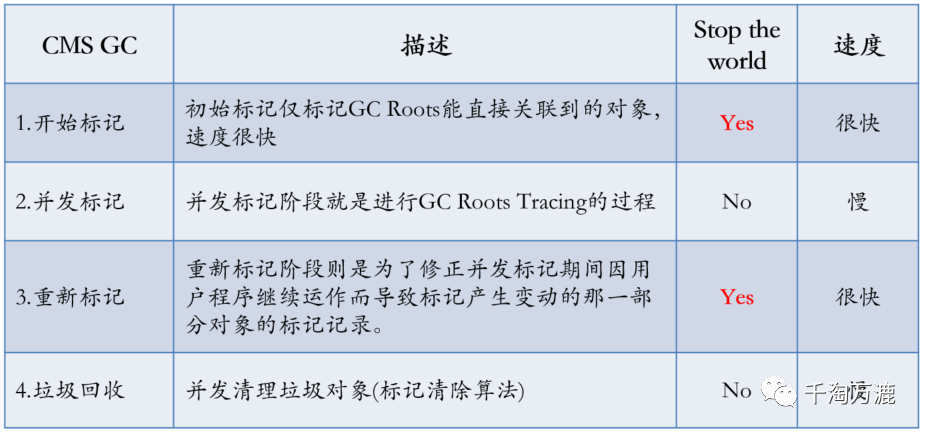 CMS GC
描述
Stop the
world
速度
1.开始标记
初始标记仅标记GC Roots能直接关联到的对象，
速度很快
Yes
很快
2.并发标记
并发标记阶段就是进行GC Roots Tracing的过程
No
慢
3.重新标记
重新标记阶段则是为了修正并发标记期间因用
户程序继续运作而导致标记产生变动的那一部
分对象的标记记录。
Yes
很快
4.垃圾回收
并发清理垃圾对象(标记清除算法)
No
千淘万漉